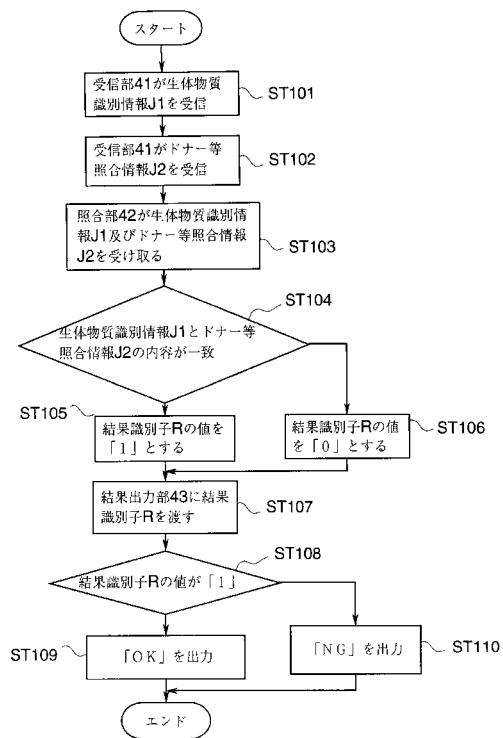 スタート
受信部41が生体物質
識別情報J1を受信
ST101
受信部41がドナー等
照合情報J2を受信
ST102
照合部42が生体物質識別情
報J1及びドナー等照合情報
J2を受け取る
ST103
ST104
生体物質識別情報J1とドナー等
照合情報J2の内容が一致
ST105
結果識別子Rの値を
「1」とする
結果識別子Rの値
を「0」とする
ST106
結果出力部43に結果
識別子Rを渡す
ST107
ST108
結果識別子Rの値が「1」
ST109
「OK」を出力
「NG」を出力
ST110
エンド